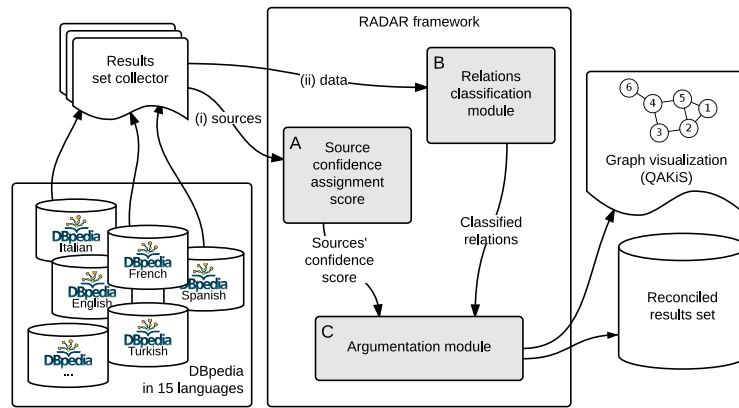 RADAR framework
Results
set collector
(ii) data
(i) sources
B
Relations
classification
module
A
Source
confidence
assignment
score
6
5
4
1
3
2
Graph visualization
(QAKiS)
DBpedia
Italian
DBpedia
French
DBpedia
English
DBpedia
Spanish
DBpedia
Turkish
DBpedia
...
DBpedia
in 15 languages
Sources'
confidence
score
Classified
relations
C
Argumentation module
Reconciled
results set